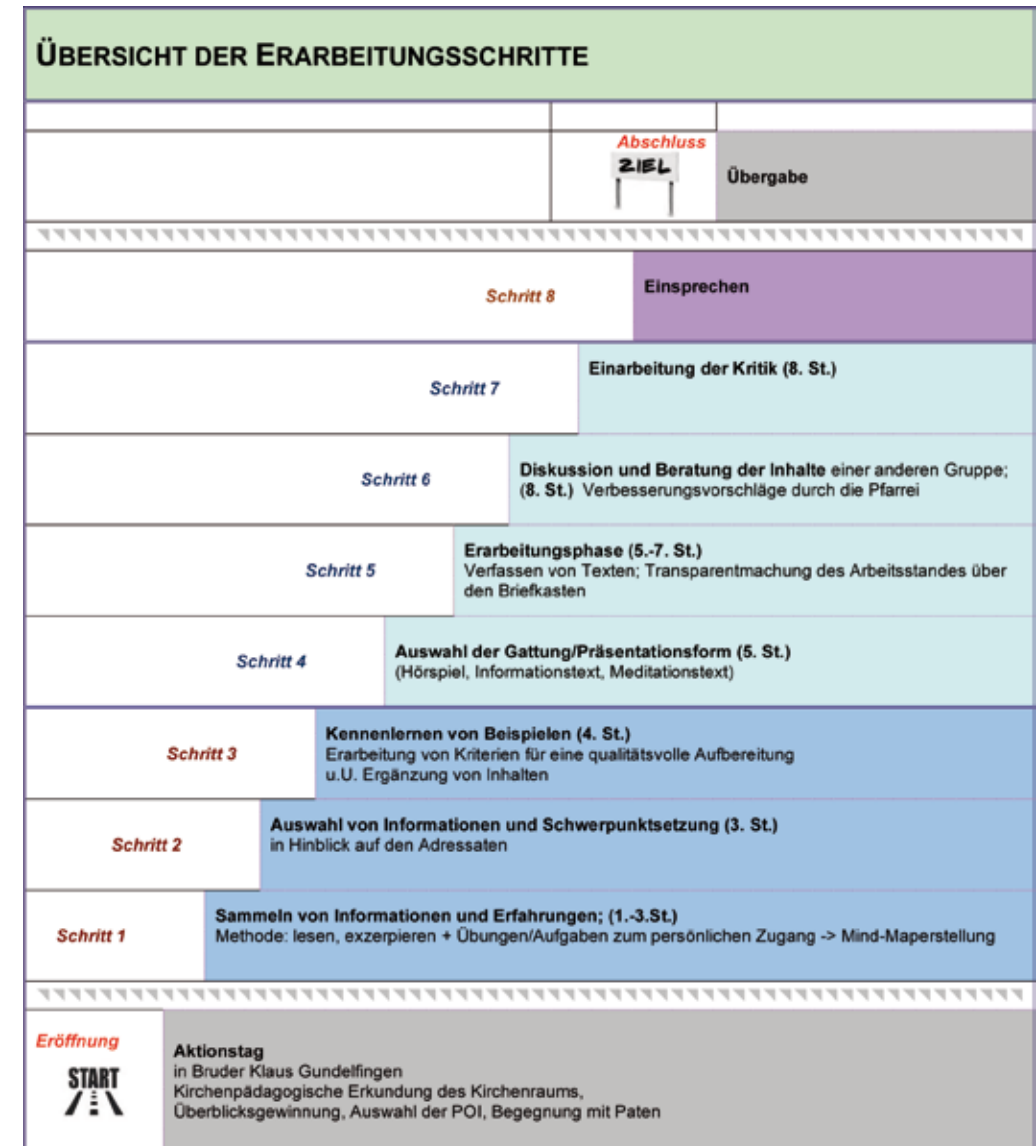 ÜBERSICHT DER ERARBEITUNGSSCHRITTE
Abschluss
ZIEL
Übergabe
Schritt 8
Einsprechen
Schritt 7
Einarbeitung der Kritik (8. St.)
Schritt 6
Diskussion und Beratung der Inhalte einer anderen Gruppe;
(8. St.) Verbesserungsvorschläge durch die Pfarrei
Schritt 5
Erarbeitungsphase (5.-7. St.)
Verfassen von Texten; Transparentmachung des Arbeitsstandes über
den Briefkasten
Schritt 4
Auswahl der Gattung/Präsentationsform (5. St.)
(Hörspiel, Informationstext, Meditationstext)
Schritt 3
Kennenlernen von Beispielen (4. St.)
Erarbeitung von Kriterien für eine qualitätsvolle Aufbereitung
u.U. Ergänzung von Inhalten
Schritt 2
Auswahl von Informationen und Schwerpunktsetzung (3. St.)
in Hinblick auf den Adressaten
Schritt 1
Sammeln von Informationen und Erfahrungen; (1.-3.St.)
Methode: lesen, exzerpieren + Übungen/Aufgaben zum persönlichen Zugang -> Mind-Maperstellung
Eröffnung
START
Aktionstag
in Bruder Klaus Gundelfingen
Kirchenpädagogische Erkundung des Kirchenraums,
Überblicksgewinnung, Auswahl der POI, Begegnung mit Paten